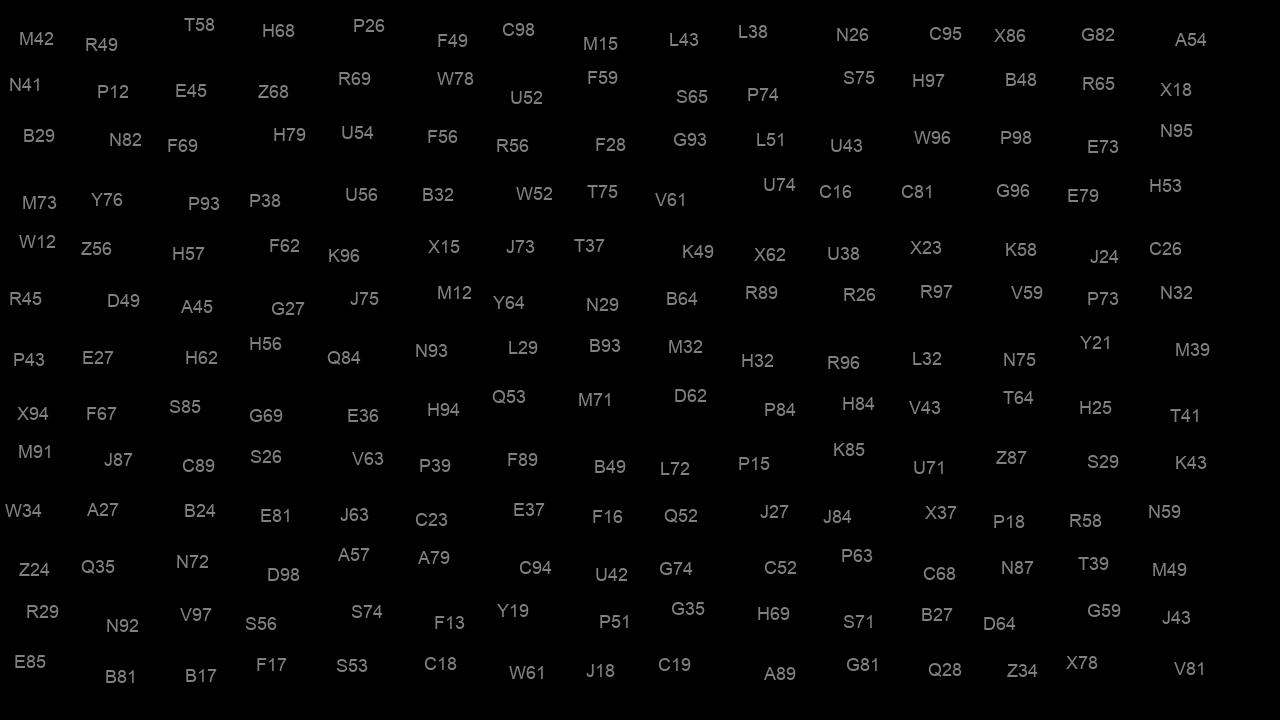 M42 R49 T58 H68 P26 F49 C98 M15 L43 L38 N26 C95 X86 G82 A54
N41 P12 E45 Z68 R69 W78 U52 F59 S65 P74 S75 H97 B48 R65 X18
B29 N82 F69 H79 U54 F56 R56 F28 G93 L51 U43 W96 P98 E73 N95
M73 Y76 P93 P38 U56 B32 W52 T75 V61 U74 C16 C81 G96 E79 H53
W12 Z56 H57 F62 K96 X15 J73 T37 K49 X62 U38 X23 K58 J24 C26
R45 D49 A45 G27 J75 M12 Y64 N29 B64 R89 R26 R97 V59 P73 N32
P43 E27 H62 H56 Q84 N93 L29 B93 M32 H32 R96 L32 N75 Y21 M39
X94 F67 S85 G69 E36 H94 Q53 M71 D62 P84 H84 V43 T64 H25 T41
M91 J87 C89 S26 V63 P39 F89 B49 L72 P15 K85 U71 Z87 S29 K43
W34 A27 B24 E81 J63 C23 E37 F16 Q52 J27 J84 X37 P18 R58 N59
Z24 Q35 N72 D98 A57 A79 C94 U42 G74 C52 P63 C68 N87 T39 M49
R29 N92 V97 S56 S74 F13 Y19 P51 G35 H69 S71 B27 D64 G59 J43
E85 B81 B17 F17 S53 C18 W61 J18 C19 A89 G81 Q28 Z34 X78 V81